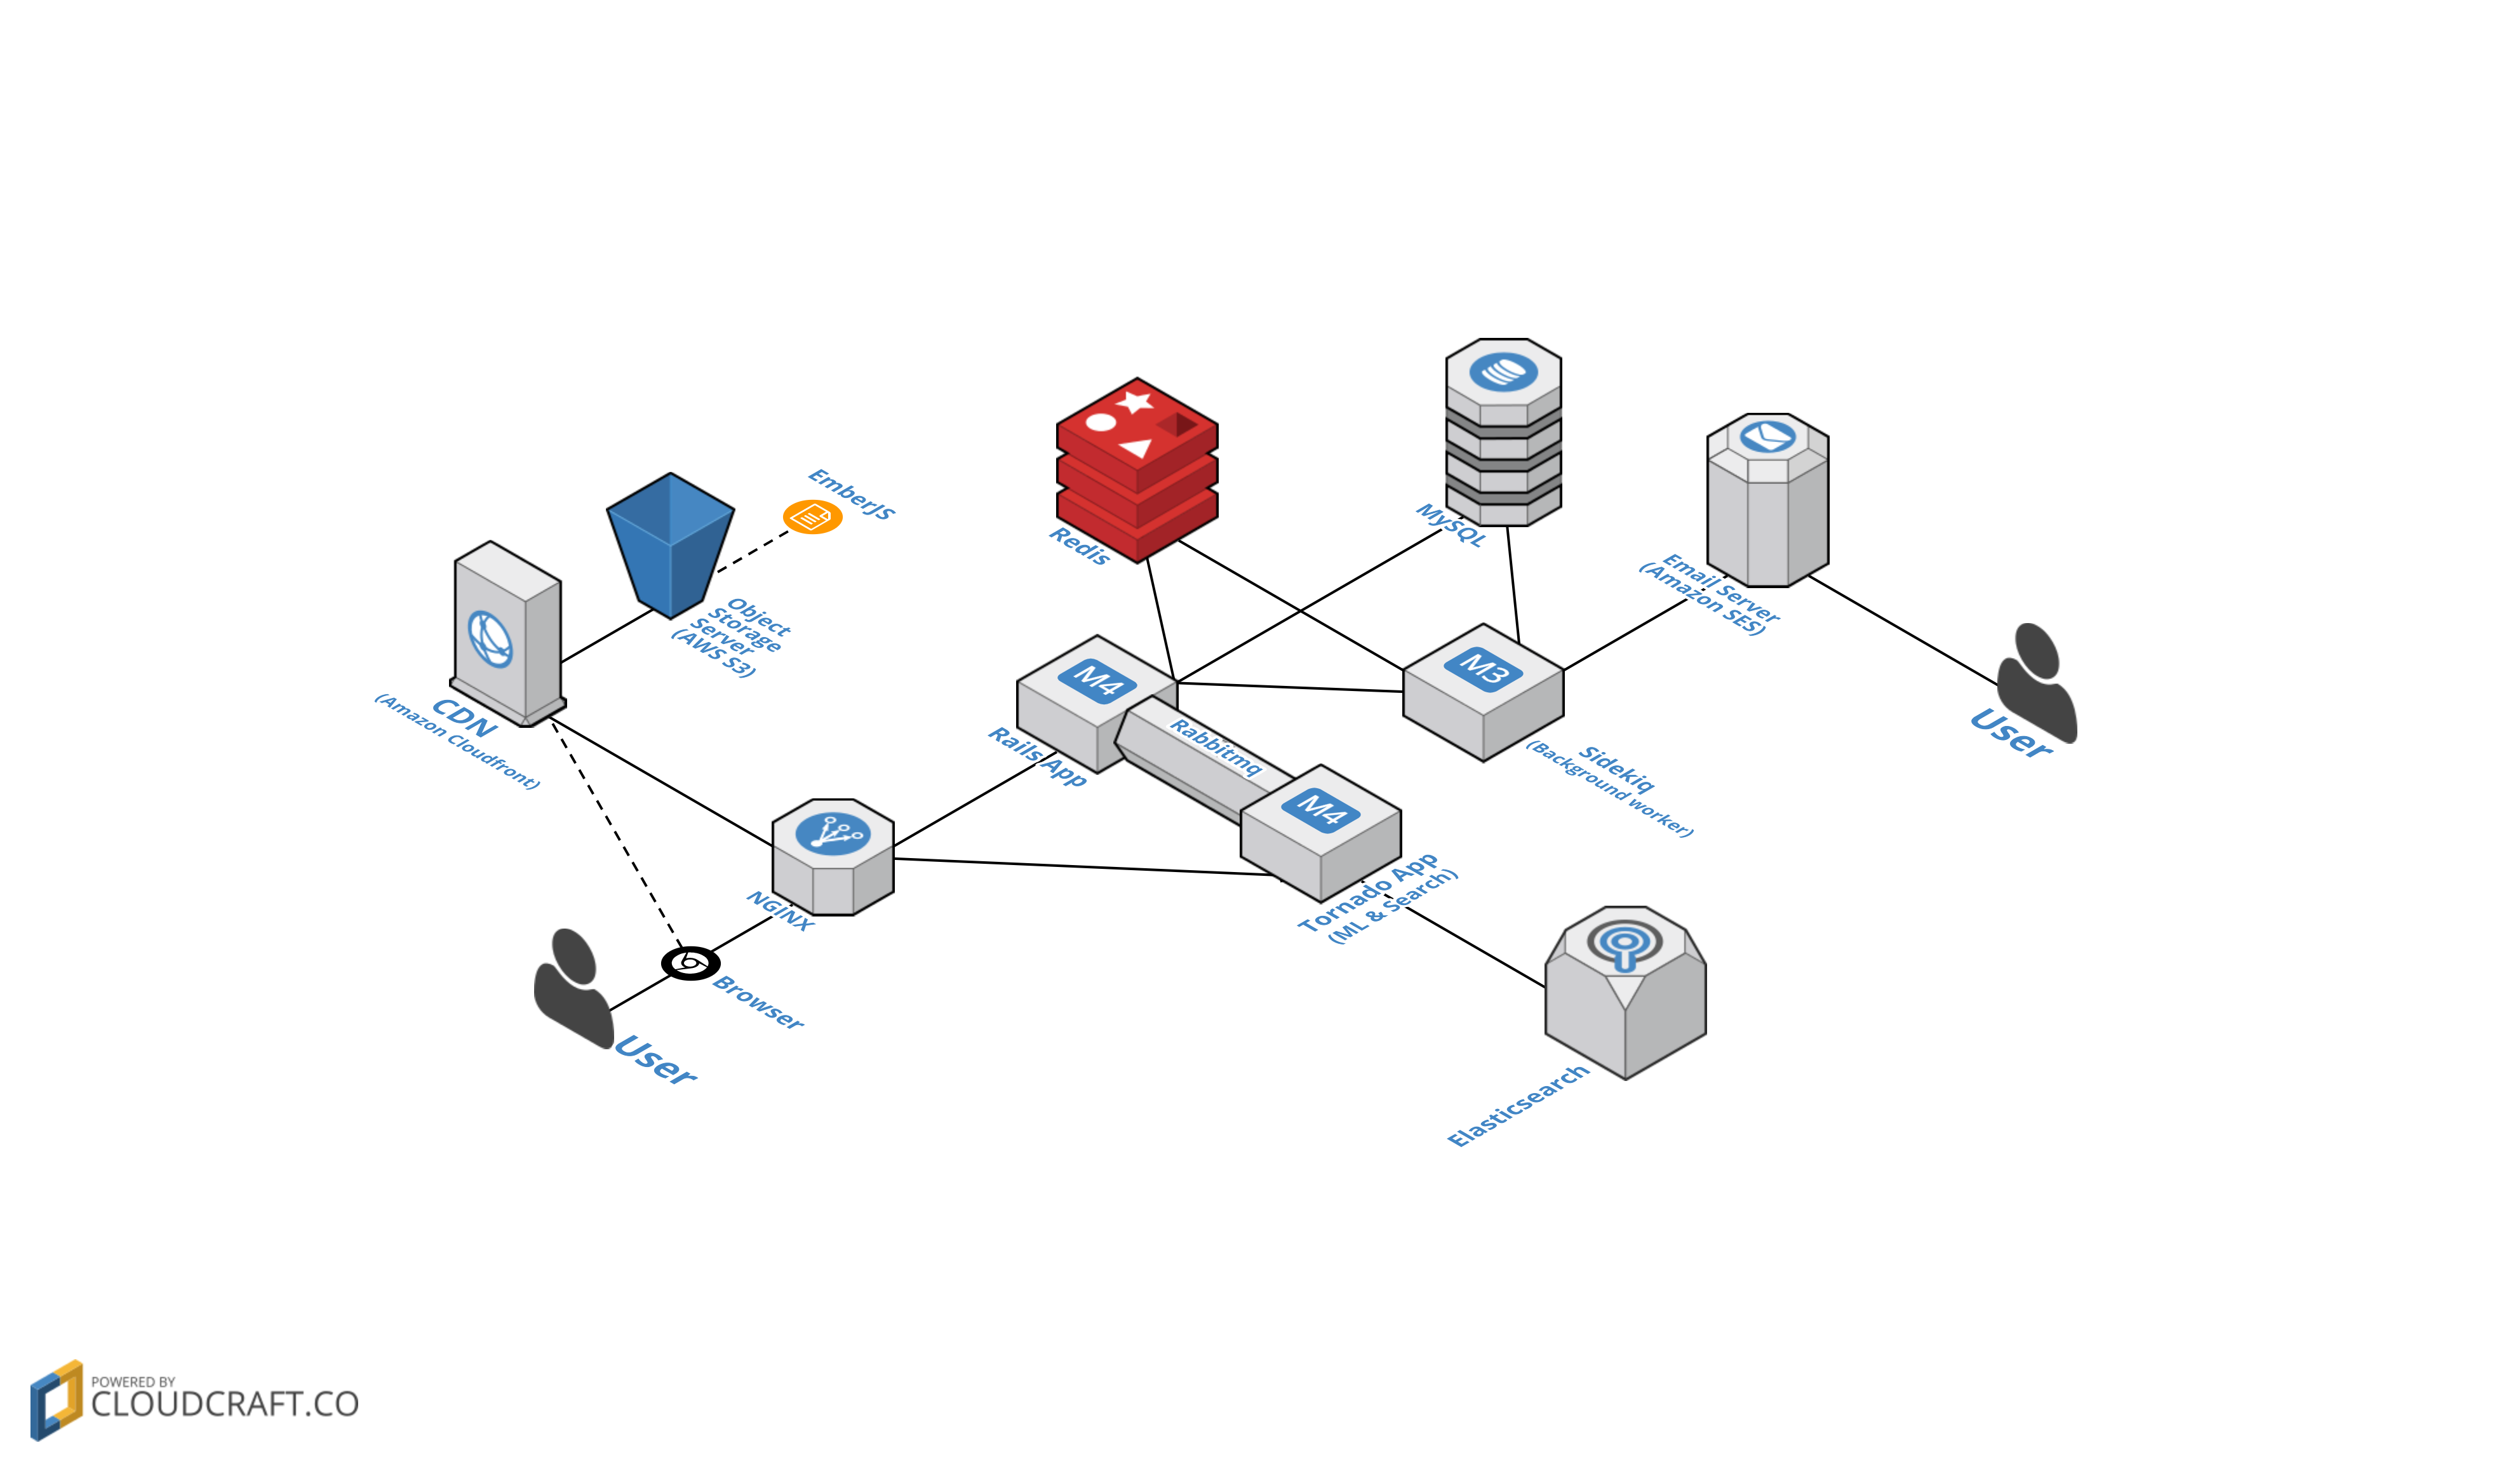 EmberJS
Object
Storage
Server
(AWS S3)
CDN
(Amazon Cloudfront)
Redis
MySQL
Email Server
(Amazon SES)
M4
Rails App
Rabbitmq
M3
Sidekiq
(Background worker)
User
M4
Tornado App
(ML & Search)
NGiNX
Browser
User
Elasticsearch
POWERED BY
CLOUDCRAFT.CO